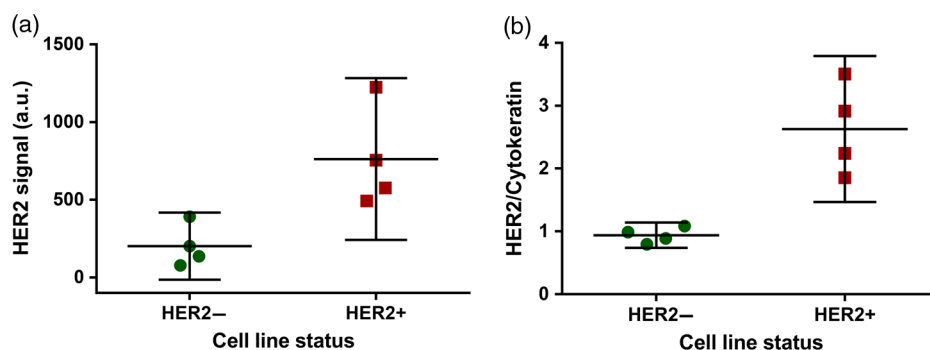 (a)
HER2 signal (a.u.)
1500
1000
500
0
HER2– HER2+
Cell line status
(b)
HER2/Cytokeratin
4
3
2
1
0
HER2– HER2+
Cell line status